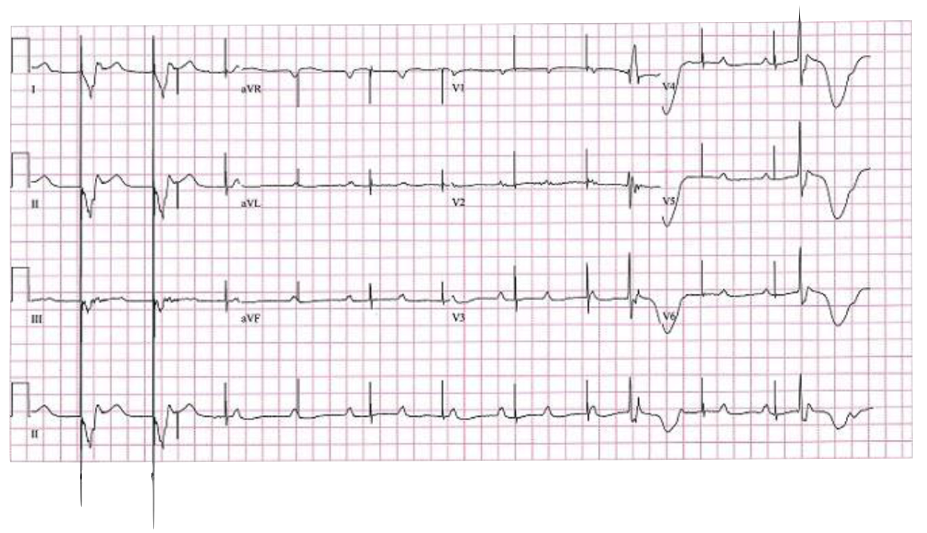 I aVR V1 V4
II aVL V2 V5
III aVF V3 V6
II